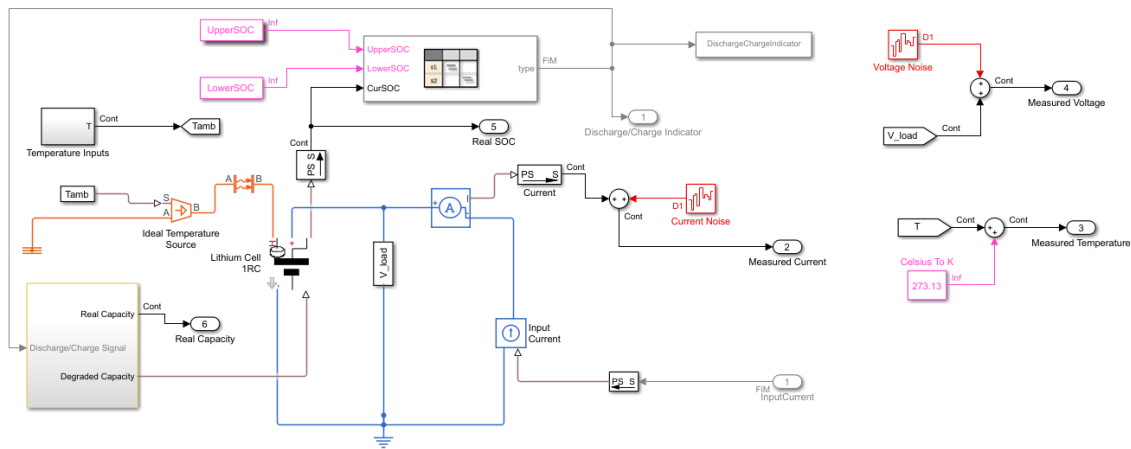 UpperSOC
Inf
LowerSOC
Inf
UpperSOC
LowerSOC
CurSOC
type
FiM
DischargeChargeIndicator
1
Discharge/Charge Indicator
D1
Voltage Noise
Cont
4
Measured Voltage
V_load
Cont
T
Cont
Temperature Inputs
Tamb
Cont
PS S
5
Real SOC
Tamb
S
A
B
Ideal Temperature
Source
A
B
H
+
-
Lithium Cell
1RC
V_load
+
A
I
-
PS S
Current
Cont
+ +
Cont
D1
Current Noise
2
Measured Current
T
Cont
Cont
3
Measured Temperature
Celsius To K
273.13
Inf
Real Capacity
Cont
6
Real Capacity
Discharge/Charge Signal
Degraded Capacity
Input
Current
PS S
FiM
1
InputCurrent